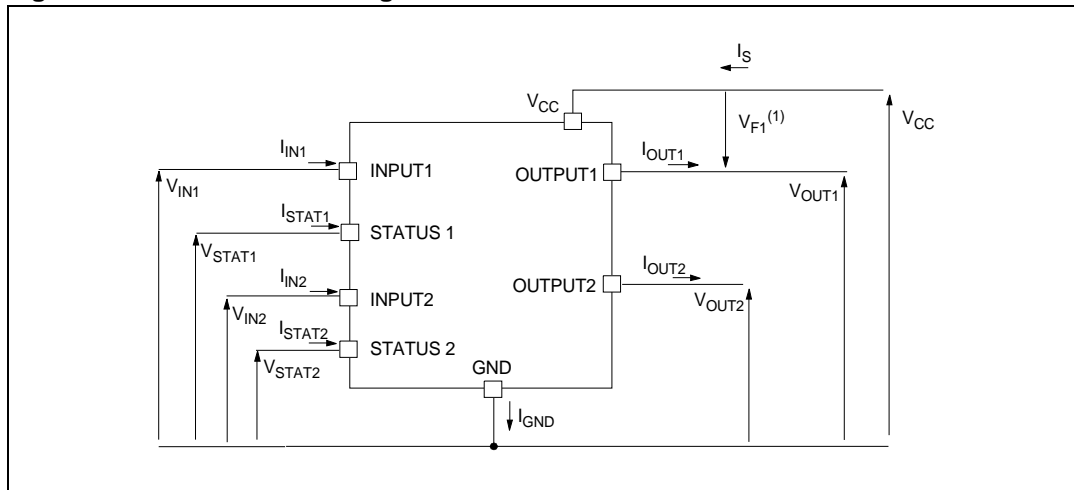 I_S
V_CC
V_F1^(1)
V_CC
I_IN1
INPUT1
OUTPUT1
I_OUT1
V_IN1
V_OUT1
I_STAT1
STATUS 1
V_STAT1
I_IN2
INPUT2
OUTPUT2
I_OUT2
V_IN2
V_OUT2
I_STAT2
STATUS 2
V_STAT2
GND
I_GND